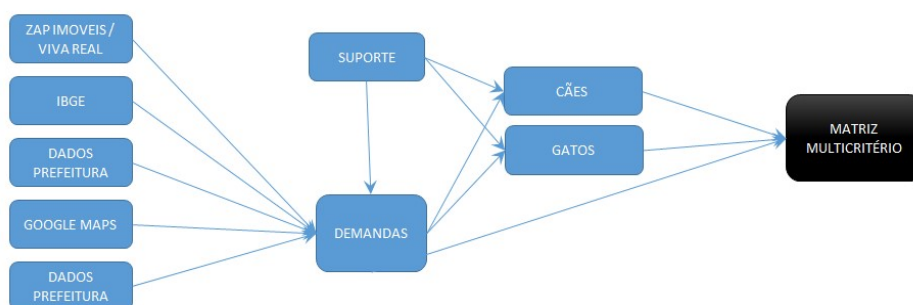 ZAP IMOVEIS /
VIVA REAL
IBGE
DADOS
PREFEITURA
GOOGLE MAPS
DADOS
PREFEITURA
SUPORTE
DEMANDAS
CÃES
GATOS
MATRIZ
MULTICRITÉRIO